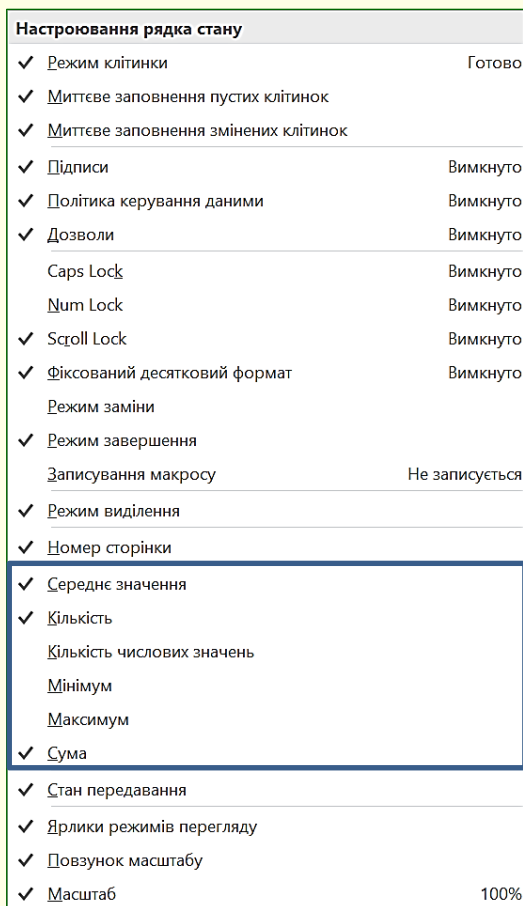 Настроювання рядка стану
Режим клітинки Готово
Миттєве заповнення пустих клітинок
Миттєве заповнення змінених клітинок
Підписи Вимкнуто
Політика керування даними Вимкнуто
Дозволи Вимкнуто
Caps Lock Вимкнуто
Num Lock Вимкнуто
Scroll Lock Вимкнуто
Фіксований десятковий формат Вимкнуто
Режим заміни
Режим завершення
Записування макросу Не записується
Режим виділення
Номер сторінки
Середнє значення
Кількість
Кількість числових значень
Мінімум
Максимум
Сума
Стан передавання
Ярлики режимів перегляду
Повзунок масштабу
Масштаб 100%